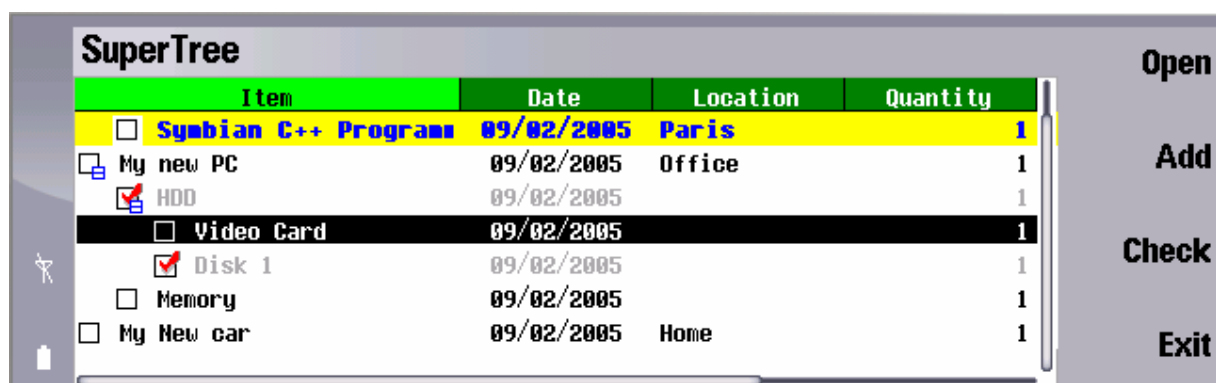 SuperTree
Open
Item Date Location Quantity
Symbian C++ Programm 09/02/2005 Paris 1
My new PC 09/02/2005 Office 1
Add
HDD 09/02/2005 1
Video Card 09/02/2005 1
Check
Disk 1 09/02/2005 1
Memory 09/02/2005 1
My New car 09/02/2005 Home 1
Exit